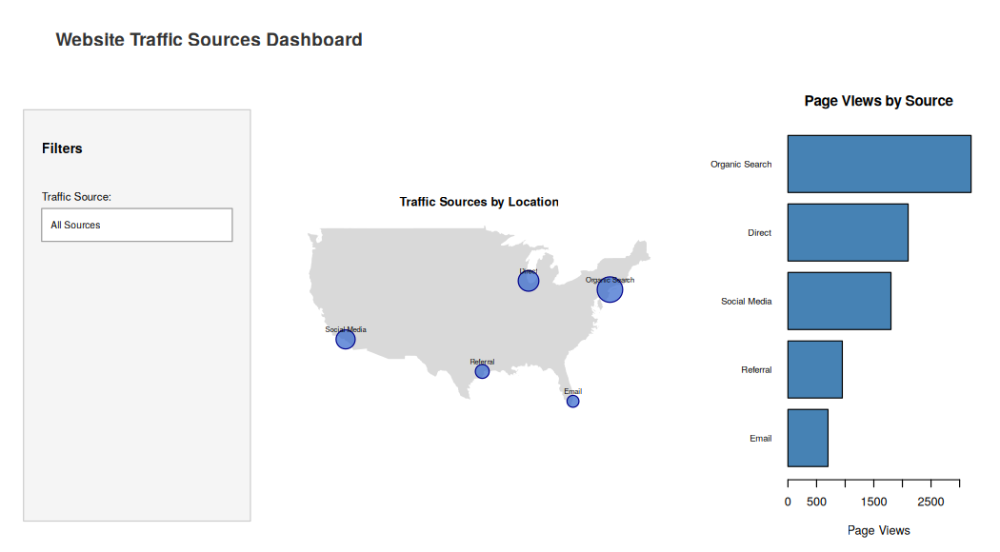 Website Traffic Sources Dashboard
Filters
Traffic Source:
All Sources
Traffic Sources by Location
Direct
Organic Search
Social Media
Referral
Email
Page Views by Source
Organic Search
Direct
Social Media
Referral
Email
0 500 1500 2500
Page Views